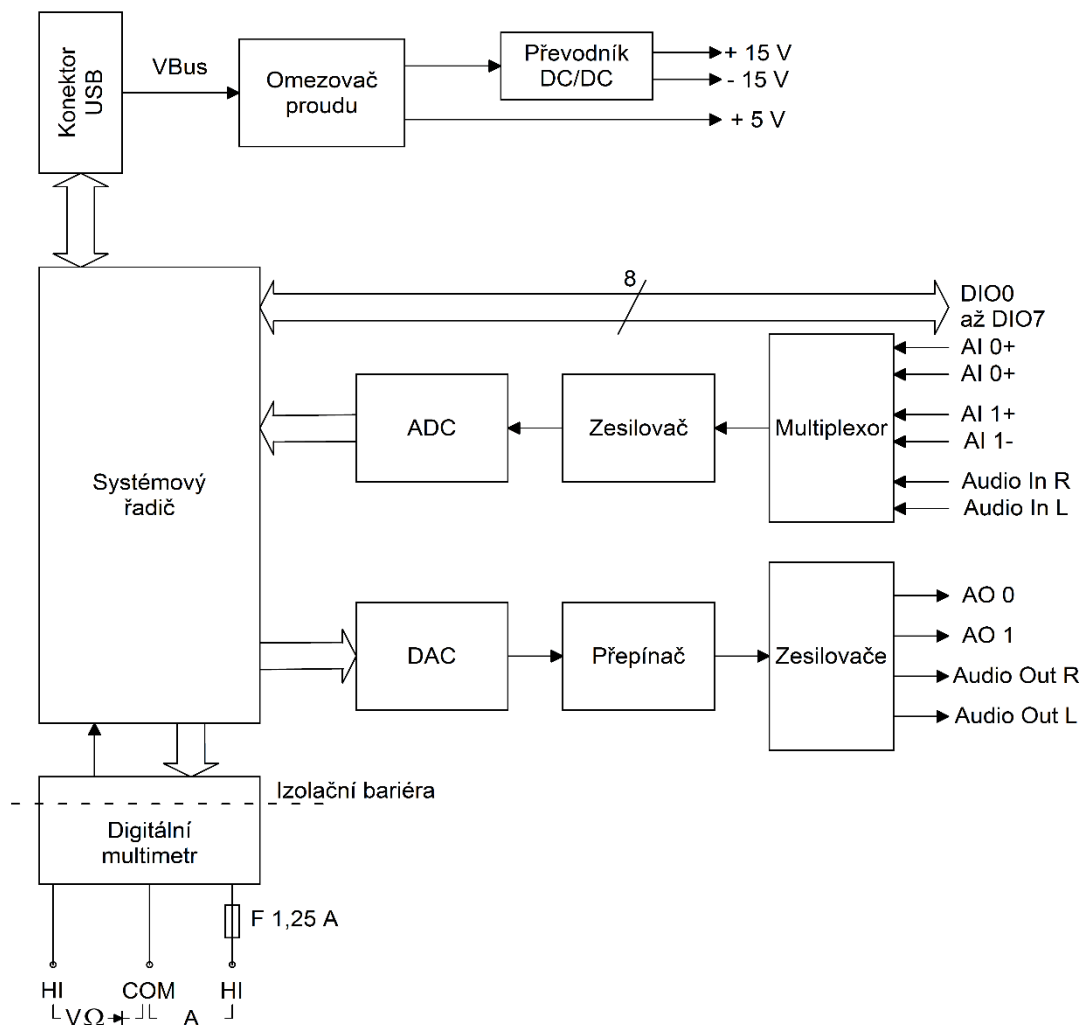 Konektor
USB
VBus
Omezovač
proudu
Převodník
DC/DC
+ 15 V
- 15 V
+ 5 V
8
DIO0
až DIO7
AI 0+
AI 0+
AI 1+
AI 1-
Audio In R
Audio In L
Multiplexor
Zesilovač
ADC
Systémový
řadič
DAC
Přepínač
Zesilovače
AO 0
AO 1
Audio Out R
Audio Out L
Izolační bariéra
Digitální
multimetr
F 1,25 A
HI
COM
HI
VΩ
A